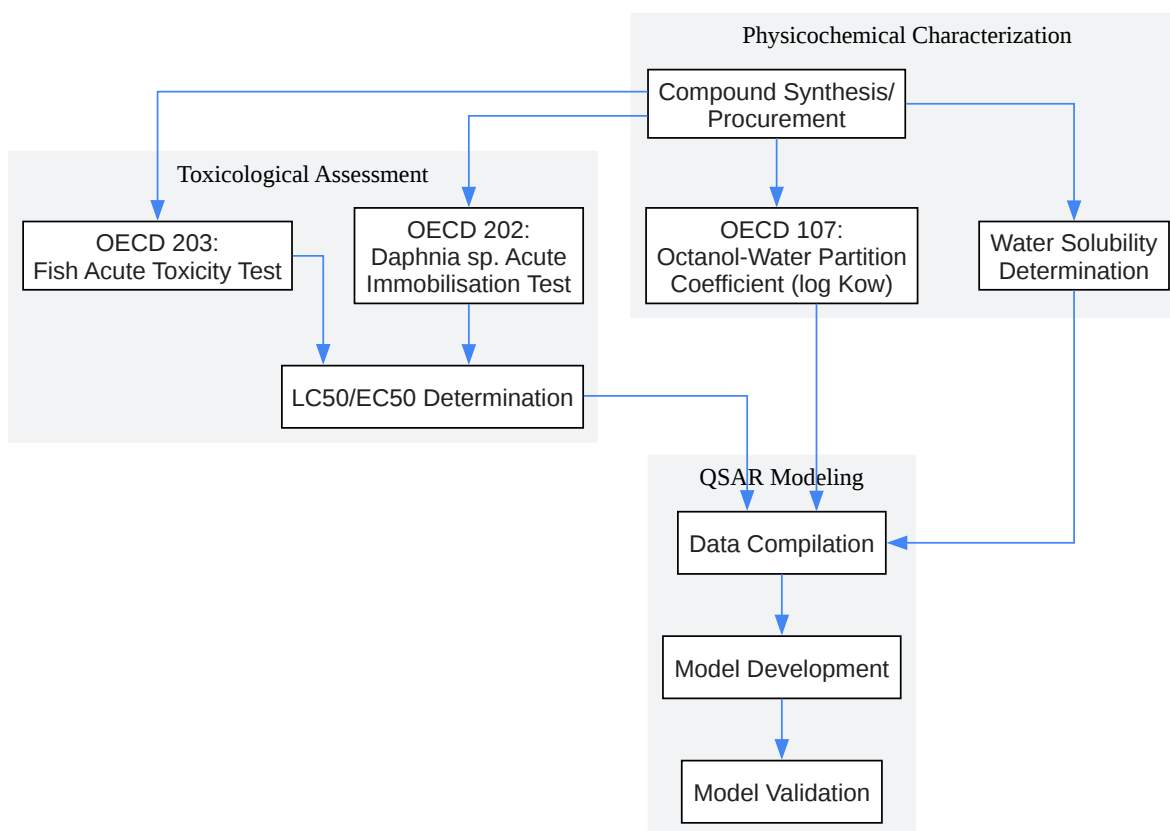 Physicochemical Characterization
Compound Synthesis/
Procurement
Toxicological Assessment
OECD 203:
Fish Acute Toxicity Test
OECD 202:
Daphnia sp. Acute
Immobilisation Test
OECD 107:
Octanol-Water Partition
Coefficient (log Kow)
Water Solubility
Determination
LC50/EC50 Determination
QSAR Modeling
Data Compilation
Model Development
Model Validation